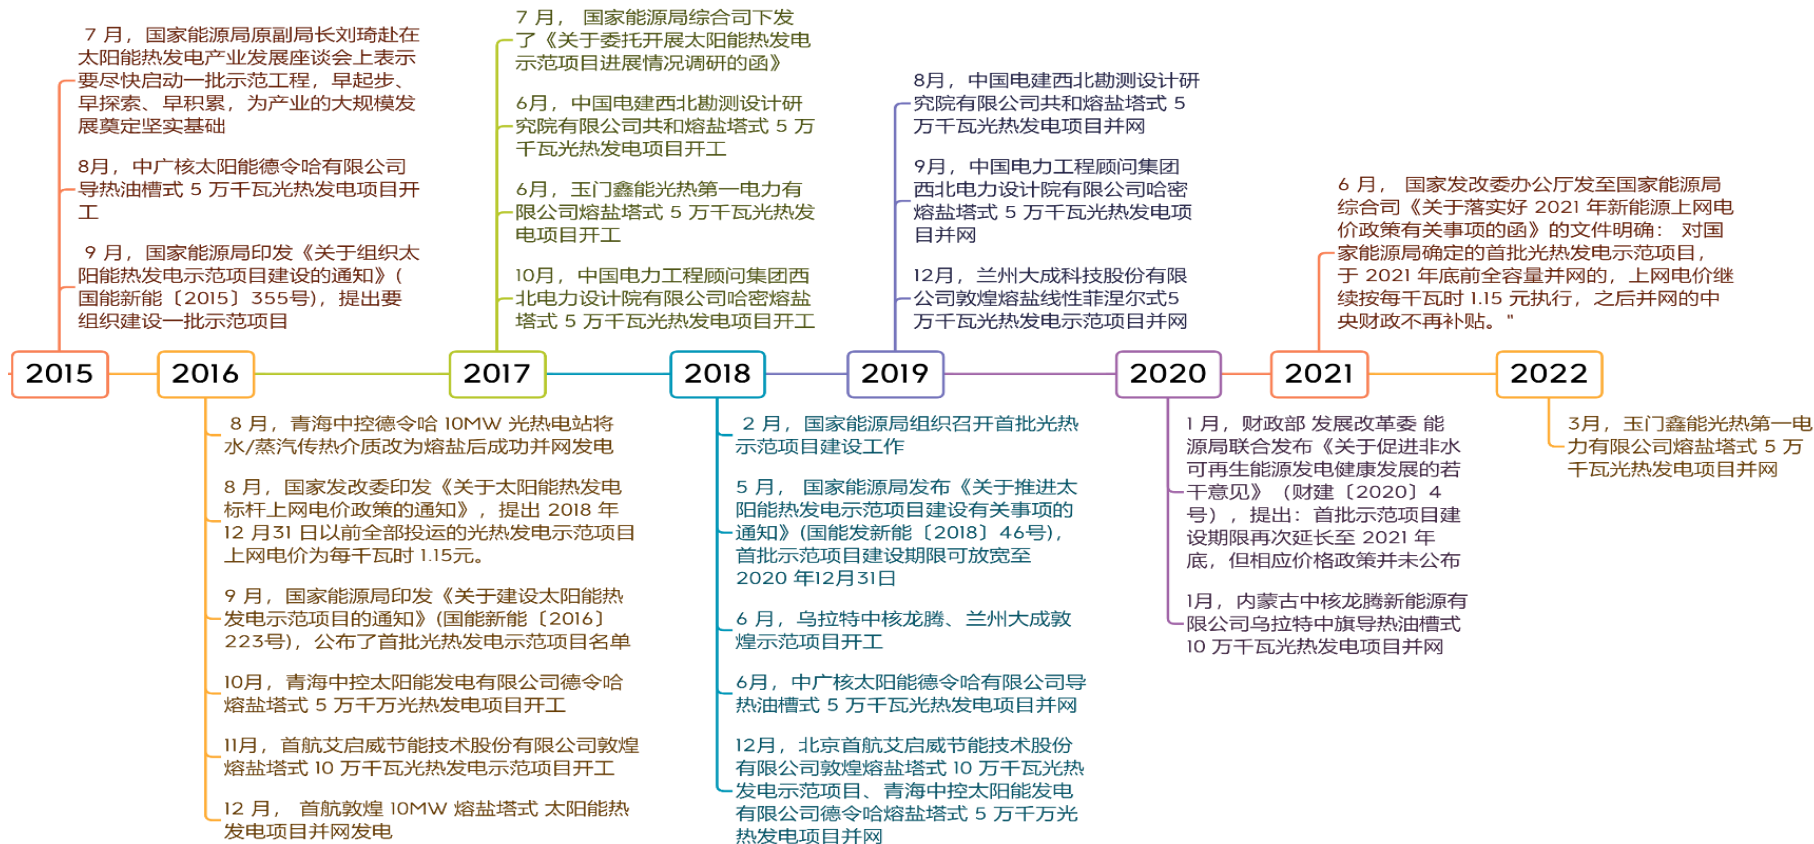 7 月，国家能源局原副局长刘琦赴在
太阳能热发电产业发展座谈会上表示
要尽快启动一批示范工程，早起步、
早探索、早积累，为产业的大规模发
展奠定坚实基础
8月，中广核太阳能德令哈有限公司
导热油槽式 5 万千瓦光热发电项目开
工
9 月，国家能源局印发《关于组织太
阳能热发电示范项目建设的通知》(
国能新能〔2015〕355号)，提出要
组织建设一批示范项目
2015
2016
8 月，青海中控德令哈 10MW 光热电站将
水/蒸汽传热介质改为熔盐后成功并网发电
8 月，国家发改委印发《关于太阳能热发电
标杆上网电价政策的通知》，提出 2018 年
12 月31 日以前全部投运的光热发电示范项目
上网电价为每千瓦时 1.15元。
9 月，国家能源局印发《关于建设太阳能热
发电示范项目的通知》(国能新能〔2016〕
223号)，公布了首批光热发电示范项目名单
10月，青海中控太阳能发电有限公司德令哈
熔盐塔式 5 万千万光热发电项目开工
11月，首航艾启威节能技术股份有限公司敦煌
熔盐塔式 10 万千瓦光热发电示范项目开工
12 月， 首航敦煌 10MW 熔盐塔式 太阳能热
发电项目并网发电
7 月， 国家能源局综合司下发
了《关于委托开展太阳能热发电
示范项目进展情况调研的函》
6月，中国电建西北勘测设计研
究院有限公司共和熔盐塔式 5 万
千瓦光热发电项目开工
6月，玉门鑫能光热第一电力有
限公司熔盐塔式 5 万千瓦光热发
电项目开工
10月，中国电力工程顾问集团西
北电力设计院有限公司哈密熔盐
塔式 5 万千瓦光热发电项目开工
2017
2018
2 月，国家能源局组织召开首批光热
示范项目建设工作
5 月， 国家能源局发布《关于推进太
阳能热发电示范项目建设有关事项的
通知》(国能发新能〔2018〕46号)，
首批示范项目建设期限可放宽至
2020 年12月31日
6 月，乌拉特中核龙腾、兰州大成敦
煌示范项目开工
6月，中广核太阳能德令哈有限公司导
热油槽式 5 万千瓦光热发电项目并网
12月，北京首航艾启威节能技术股份
有限公司敦煌熔盐塔式 10 万千瓦光热
发电示范项目、青海中控太阳能发电
有限公司德令哈熔盐塔式 5 万千万光
热发电项目并网
8月，中国电建西北勘测设计研
究院有限公司共和熔盐塔式 5
万千瓦光热发电项目并网
9月，中国电力工程顾问集团
西北电力设计院有限公司哈密
熔盐塔式 5 万千瓦光热发电项
目并网
12月，兰州大成科技股份有限
公司敦煌熔盐线性菲涅尔式5
万千瓦光热发电示范项目并网
2019
2020
1 月，财政部 发展改革委 能
源局联合发布《关于促进非水
可再生能源发电健康发展的若
干意见》（财建〔2020〕4
号），提出：首批示范项目建
设期限再次延长至 2021 年
底，但相应价格政策并未公布
1月，内蒙古中核龙腾新能源有
限公司乌拉特中旗导热油槽式
10 万千瓦光热发电项目并网
6 月， 国家发改委办公厅发至国家能源局
综合司《关于落实好 2021 年新能源上网电
价政策有关事项的函》的文件明确： 对国
家能源局确定的首批光热发电示范项目，
于 2021 年底前全容量并网的，上网电价继
续按每千瓦时 1.15 元执行，之后并网的中
央财政不再补贴。"
2021
2022
3月，玉门鑫能光热第一电
力有限公司熔盐塔式 5 万
千瓦光热发电项目并网